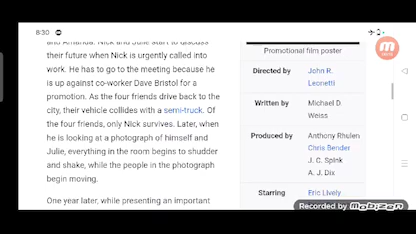 8:30
and Amanda. Nick and Julie start to discuss
their future when Nick is urgently called into
work. He has to go to the meeting because he
is up against co-worker Dave Bristol for a
promotion. As the four friends drive back to the
city, their vehicle collides with a semi-truck. Of
the four friends, only Nick survives. Later, when
he is looking at a photograph of himself and
Julie, everything in the room begins to shudder
and shake, while the people in the photograph
begin moving.
One year later, while presenting an important
Promotional film poster
Directed by John R.
Leonetti
Written by Michael D.
Weiss
Produced by Anthony Rhulen
Chris Bender
J. C. Spink
A. J. Dix
Starring Eric Lively
Recorded by Mobizen